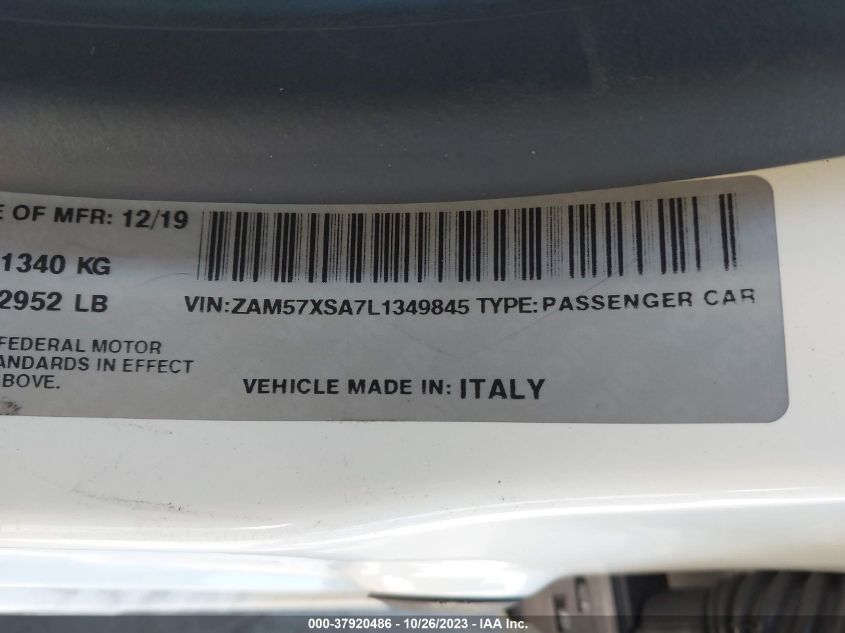 E OF MFR: 12/19
1340 KG
2952 LB
VIN:ZAM57XSA7L1349845 TYPE:PASSENGER CAR
FEDERAL MOTOR
ANDARDS IN EFFECT
BOVE.
VEHICLE MADE IN: ITALY
000-37920486 - 10/26/2023 - IAA Inc.